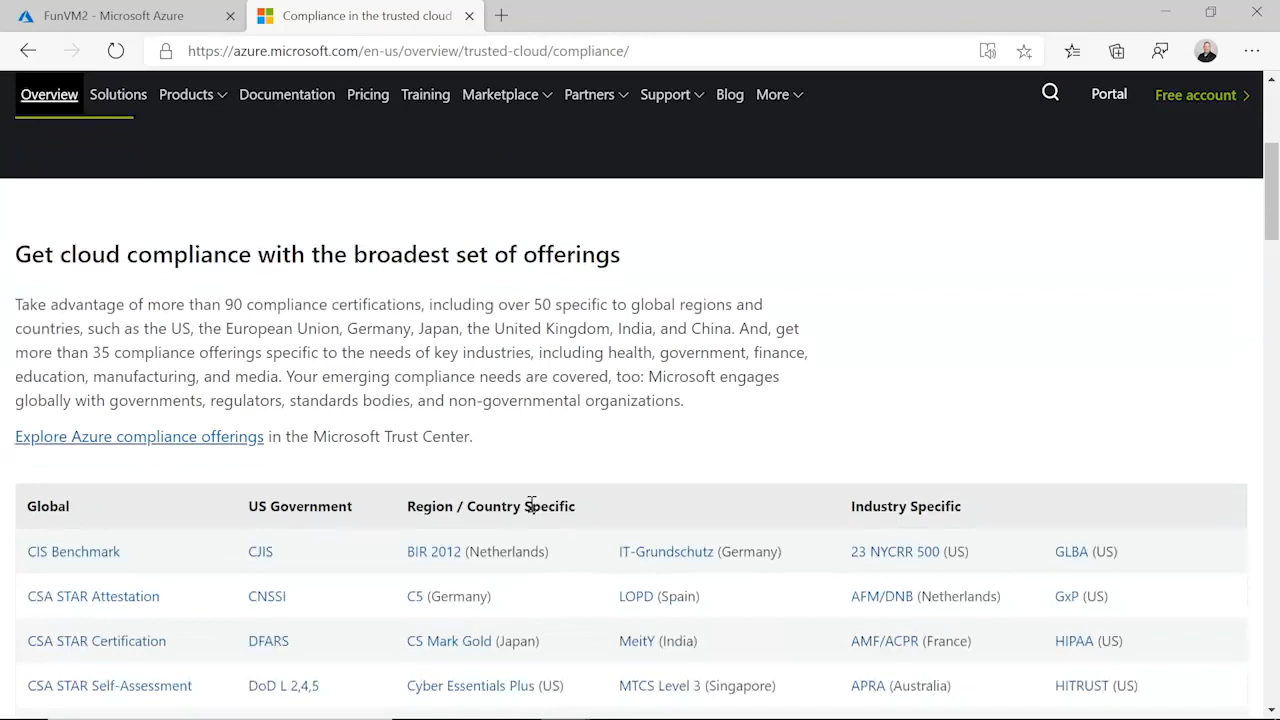 FunVM2 - Microsoft Azure
Compliance in the trusted cloud
https://azure.microsoft.com/en-us/overview/trusted-cloud/compliance/
Overview Solutions Products Documentation Pricing Training Marketplace Partners Support Blog More Portal Free account
Get cloud compliance with the broadest set of offerings
Take advantage of more than 90 compliance certifications, including over 50 specific to global regions and
countries, such as the US, the European Union, Germany, Japan, the United Kingdom, India, and China. And, get
more than 35 compliance offerings specific to the needs of key industries, including health, government, finance,
education, manufacturing, and media. Your emerging compliance needs are covered, too: Microsoft engages
globally with governments, regulators, standards bodies, and non-governmental organizations.
Explore Azure compliance offerings in the Microsoft Trust Center.
Global US Government Region / Country Specific Industry Specific
CIS Benchmark CJIS BIR 2012 (Netherlands) IT-Grundschutz (Germany) 23 NYCRR 500 (US) GLBA (US)
CSA STAR Attestation CNSSI C5 (Germany) LOPD (Spain) AFM/DNB (Netherlands) GxP (US)
CSA STAR Certification DFARS CS Mark Gold (Japan) MeitY (India) AMF/ACPR (France) HIPAA (US)
CSA STAR Self-Assessment DoD L 2,4,5 Cyber Essentials Plus (US) MTCS Level 3 (Singapore) APRA (Australia) HITRUST (US)